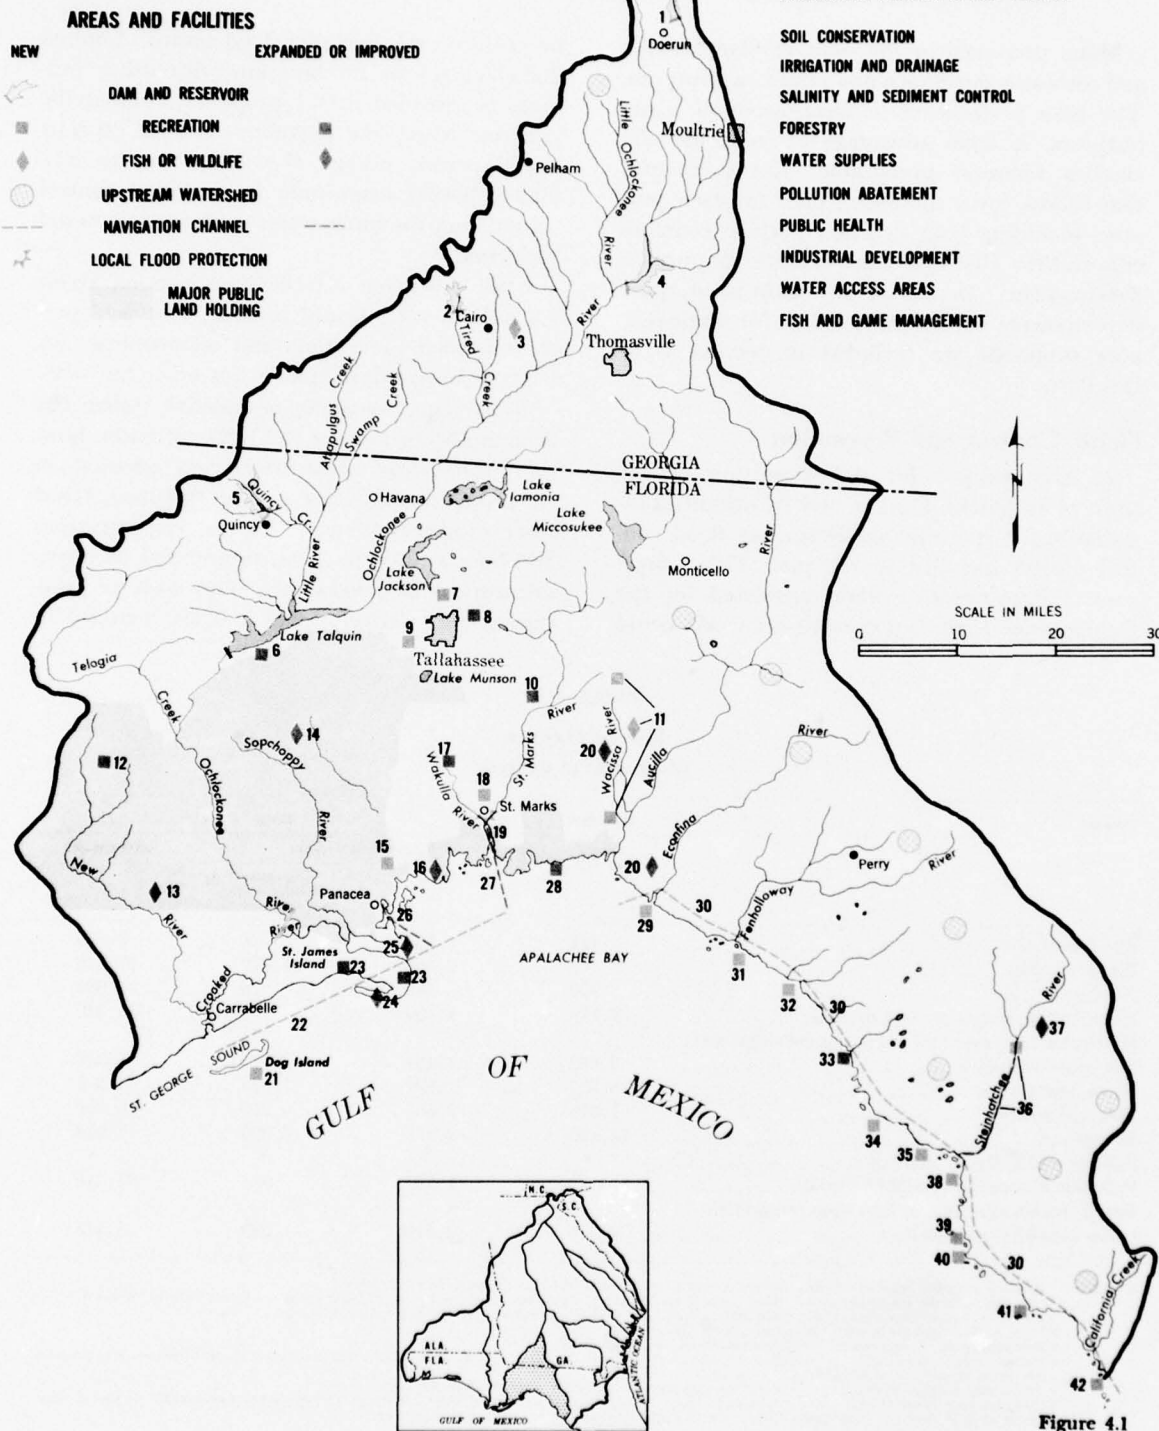 AREAS AND FACILITIES
NEW
EXPANDED OR IMPROVED
DAM AND RESERVOIR
RECREATION
FISH OR WILDLIFE
UPSTREAM WATERSHED
NAVIGATION CHANNEL
LOCAL FLOOD PROTECTION
MAJOR PUBLIC
LAND HOLDING
SOIL CONSERVATION
IRRIGATION AND DRAINAGE
SALINITY AND SEDIMENT CONTROL
FORESTRY
WATER SUPPLIES
POLLUTION ABATEMENT
PUBLIC HEALTH
INDUSTRIAL DEVELOPMENT
WATER ACCESS AREAS
FISH AND GAME MANAGEMENT
1
Doerun
Little Ochlockonee River
Moultrie
Pelham
4
River
2
Cairo
3
Tired Creek
Thomasville
Attapulgus Creek
Swamp Creek
GEORGIA
FLORIDA
N
5
Quincy Cr.
Quincy
Havana
Lake
Iamonia
Lake
Miccosukee
River
Little River
Ochlockonee
Lake
Jackson
Monticello
7
8
9
Lake Talquin
6
Tallahassee
Lake Munson
SCALE IN MILES
0 10 20 30
Telogia Creek
10
River
St. Marks
11
20
Wacissa River
Aucilla
River
12
14
Sopchoppy River
Ochlockonee
River
17
Wakulla River
18
St. Marks
19
Econfina
New River
13
15
16
27
28
20
Perry
Fenholloway River
Panacea
26
River
29
30
25
St. James
Island
23
23
24
APALACHEE BAY
31
32
30
Crooked
Carrabelle
22
ST. GEORGE SOUND
Dog Island
21
33
River
37
36
Steinhatchee
GULF OF MEXICO
34
35
38
39
40
30
41
California Creek
42
N.C.
S.C.
ALA.
FLA.
GA.
ATLANTIC OCEAN
GULF OF MEXICO
Figure 4.1